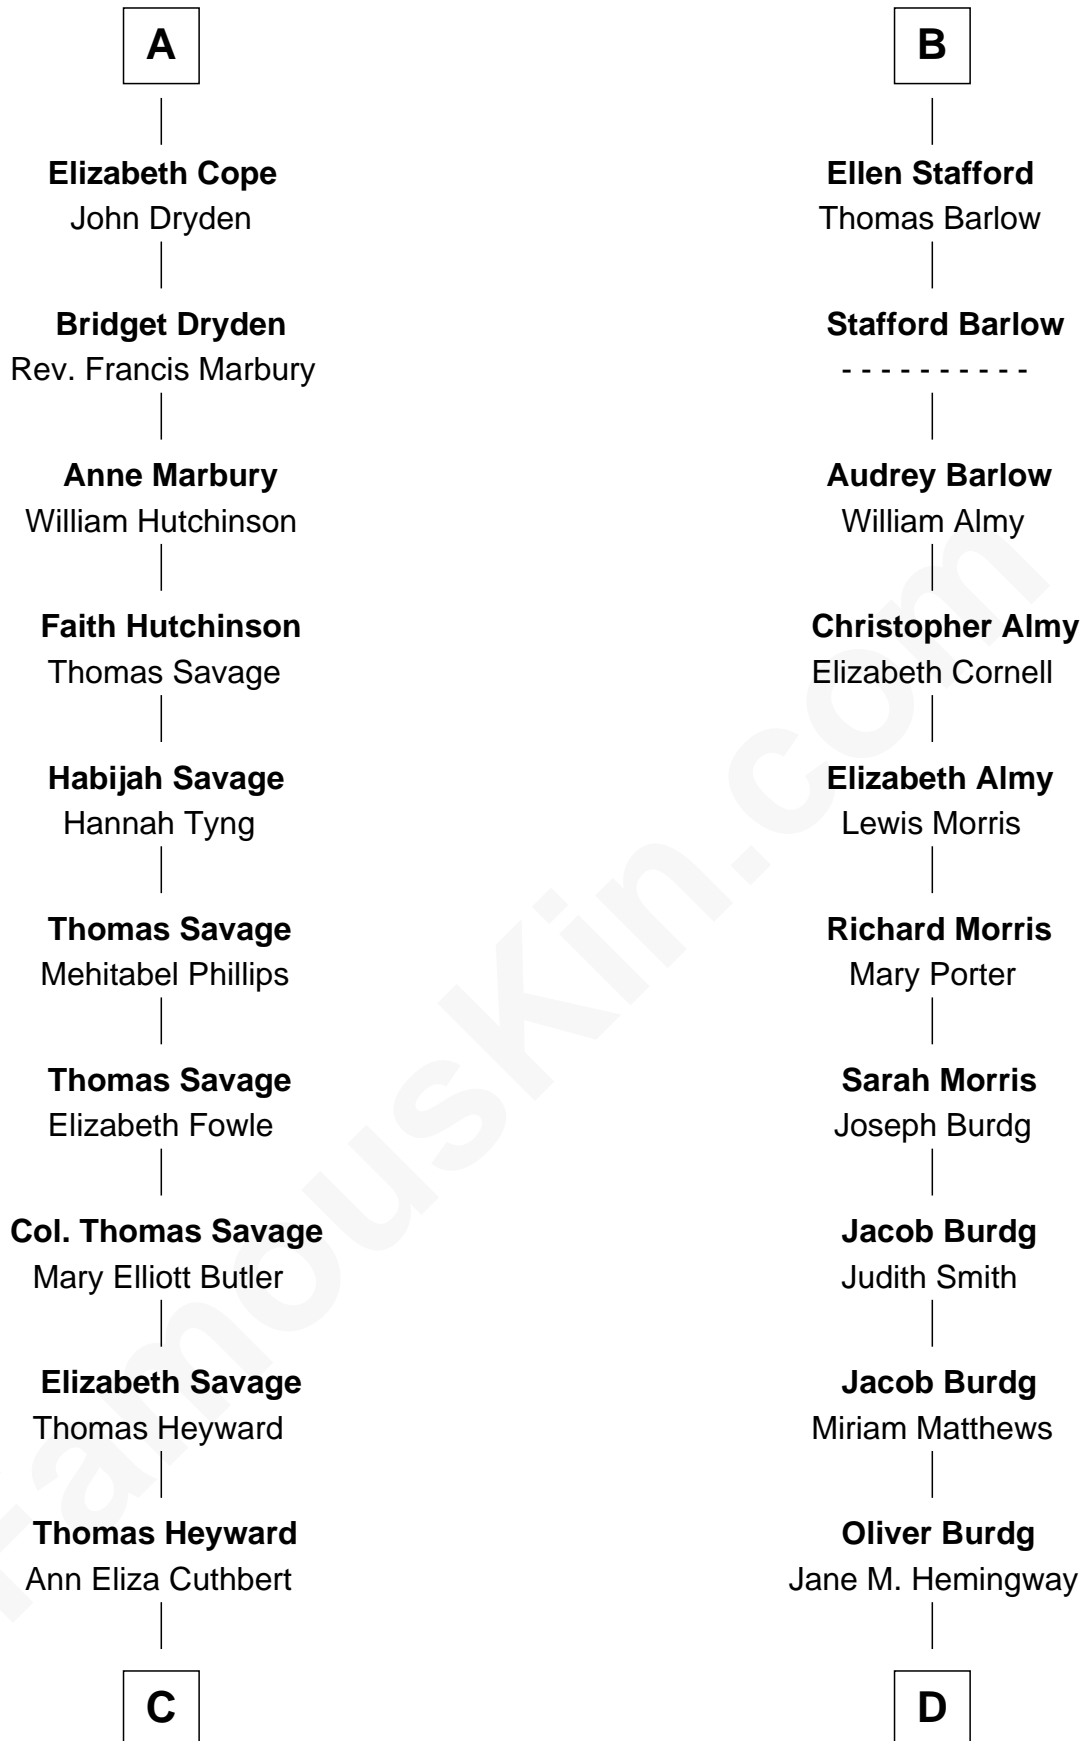 A
Elizabeth Cope
John Dryden
Bridget Dryden
Rev. Francis Marbury
Anne Marbury
William Hutchinson
Faith Hutchinson
Thomas Savage
Habijah Savage
Hannah Tyng
Thomas Savage
Mehitabel Phillips
Thomas Savage
Elizabeth Fowle
Col. Thomas Savage
Mary Elliott Butler
Elizabeth Savage
Thomas Heyward
Thomas Heyward
Ann Eliza Cuthbert
C
B
Ellen Stafford
Thomas Barlow
Stafford Barlow
- - - - - - - - - -
Audrey Barlow
William Almy
Christopher Almy
Elizabeth Cornell
Elizabeth Almy
Lewis Morris
Richard Morris
Mary Porter
Sarah Morris
Joseph Burdg
Jacob Burdg
Judith Smith
Jacob Burdg
Miriam Matthews
Oliver Burdg
Jane M. Hemingway
D
FamousKin.com